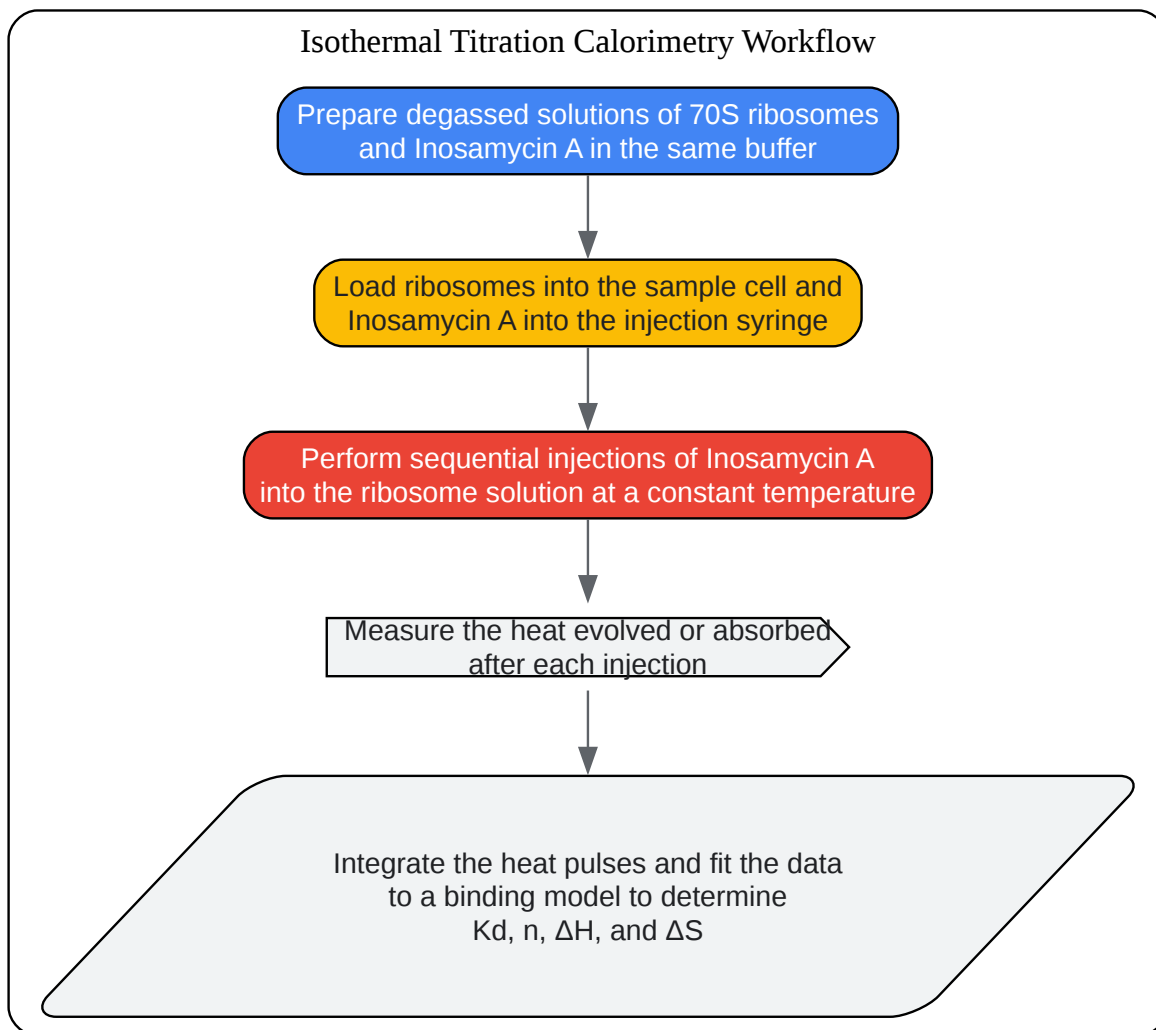 Isothermal Titration Calorimetry Workflow
Prepare degassed solutions of 70S ribosomes
and Inosamycin A in the same buffer
Load ribosomes into the sample cell and
Inosamycin A into the injection syringe
Perform sequential injections of Inosamycin A
into the ribosome solution at a constant temperature
Measure the heat evolved or absorbed
after each injection
Integrate the heat pulses and fit the data
to a binding model to determine
Kd, n, ΔH, and ΔS